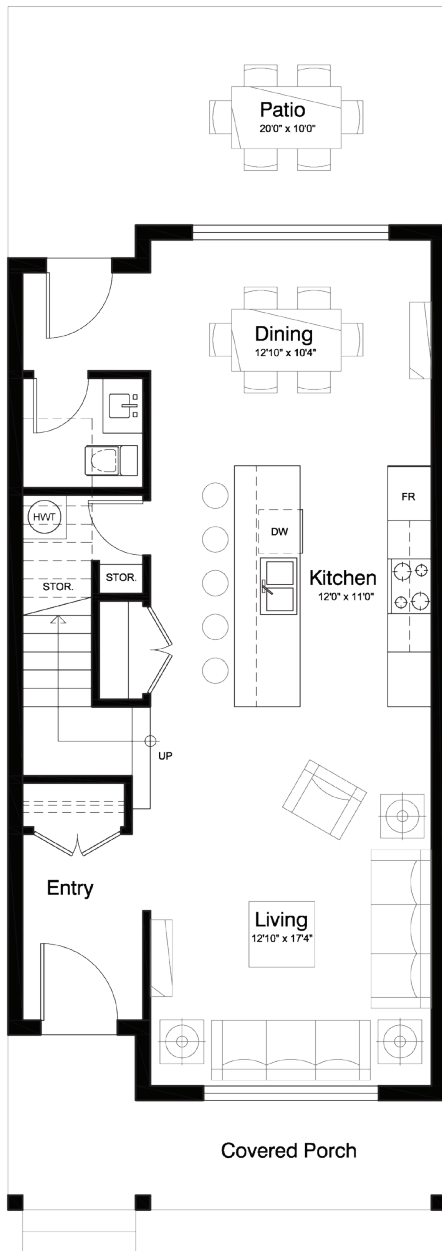 Patio
20'0" x 10'0"
Dining
12'10" x 10'4"
FR
HWT
DW
STOR.
STOR.
Kitchen
12'0" x 11'0"
UP
Entry
Living
12'10" x 17'4"
Covered Porch